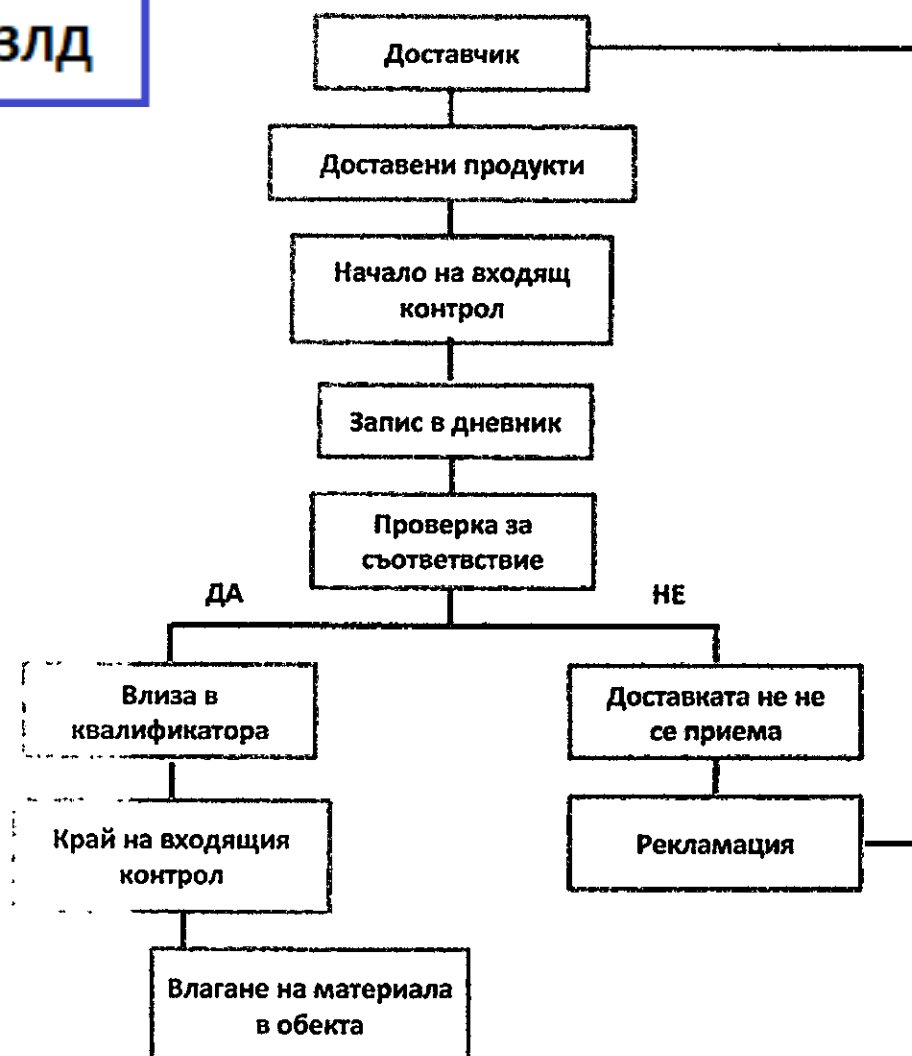 ЗЛД
Доставчик
Доставени продукти
Начало на входящ
контрол
Запис в дневник
Проверка за
съответвствие
ДА
НЕ
Влиза в
квалификатора
Доставката не не
се приема
Край на входящия
контрол
Рекламация
Влагане на материала
в обекта